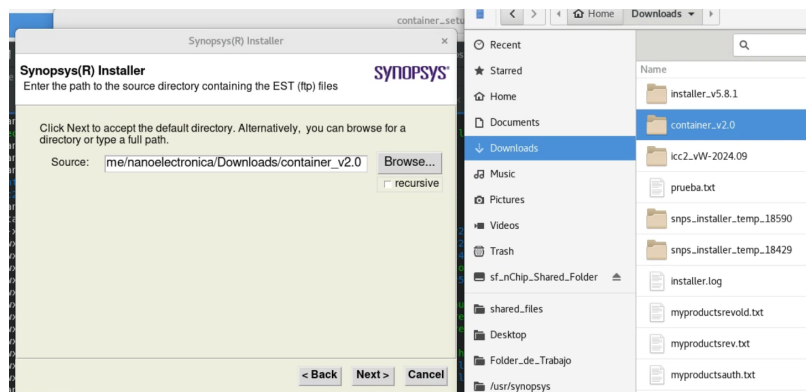 container_setu
Synopsys(R) Installer
×
Synopsys(R) Installer
Enter the path to the source directory containing the EST (ftp) files
SYNOPSYS®
Click Next to accept the default directory. Alternatively, you can browse for a
directory or type a full path.
Source: me/nanoelectronica/Downloads/container_v2.0 Browse...
recursive
< Back Next > Cancel
Home Downloads
Recent
Starred
Home
Documents
Downloads
Music
Pictures
Videos
Trash
sf_nChip_Shared_Folder
shared_files
Desktop
Folder_de_Trabajo
/usr/synopsys
Name
installer_v5.8.1
container_v2.0
icc2_vW-2024.09
prueba.txt
snps_installer_temp_18590
snps_installer_temp_18429
installer.log
myproductsrevold.txt
myproductsrev.txt
myproductsauth.txt